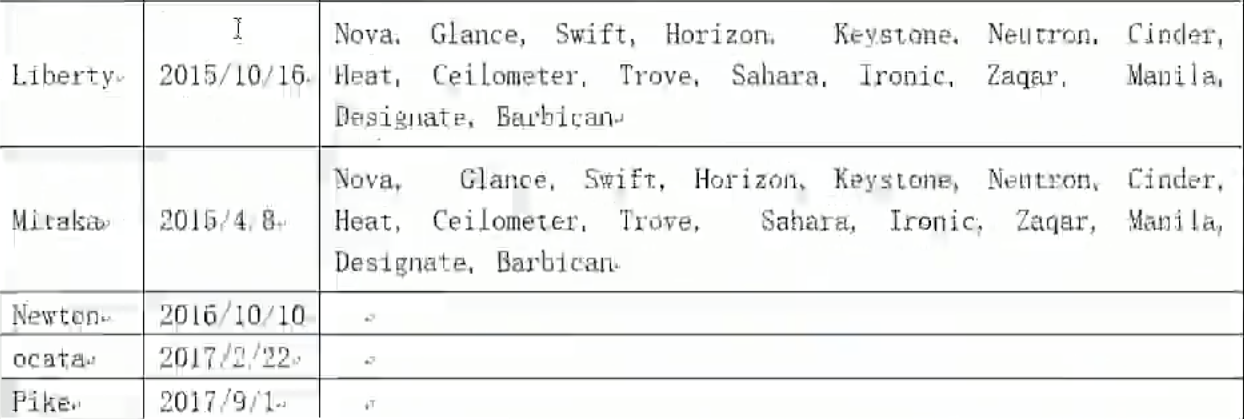 Nova, Glance, Swift, Horizon, Keystone, Neutron, Cinder,
Liberty 2015/10/16 Heat, Ceilometer, Trove, Sahara, Ironic, Zaqar, Manila,
Designate, Barbican
Nova, Glance, Swift, Horizon, Keystone, Neutron, Cinder,
Mitaka 2015/4/8 Heat, Ceilometer, Trove, Sahara, Ironic, Zaqar, Manila,
Designate, Barbican
Newton 2016/10/10
ocata 2017/2/22
Pike 2017/9/1